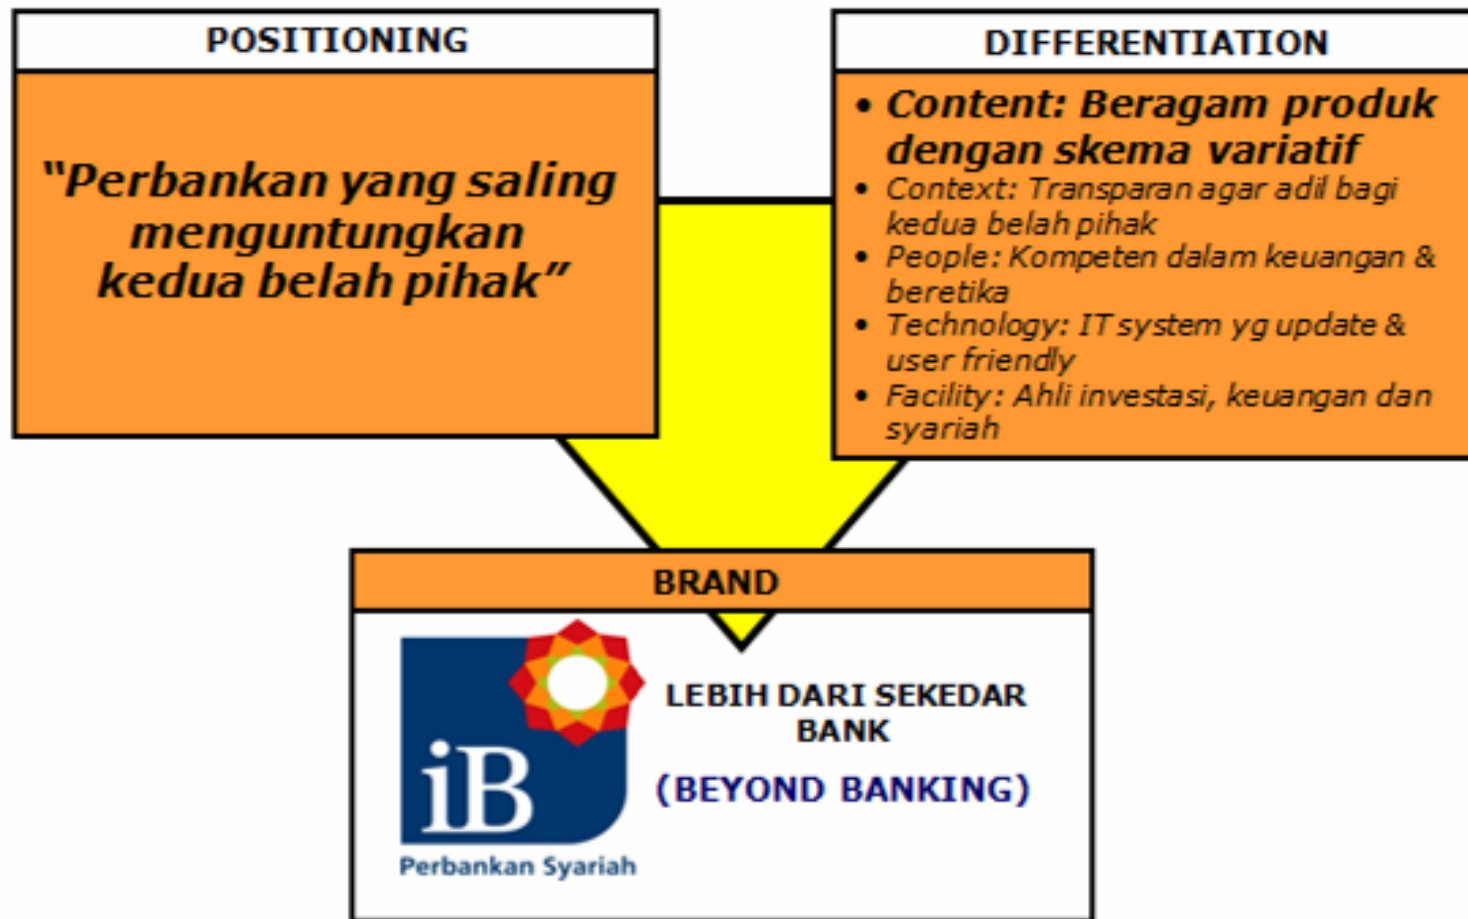 POSITIONING
“Perbankan yang saling
menguntungkan
kedua belah pihak”
DIFFERENTIATION
• Content: Beragam produk
dengan skema variatif
• Context: Transparan agar adil bagi
kedua belah pihak
• People: Kompeten dalam keuangan &
beretika
• Technology: IT system yg update &
user friendly
• Facility: Ahli investasi, keuangan dan
syariah
BRAND
iB
Perbankan Syariah
LEBIH DARI SEKEDAR
BANK
(BEYOND BANKING)